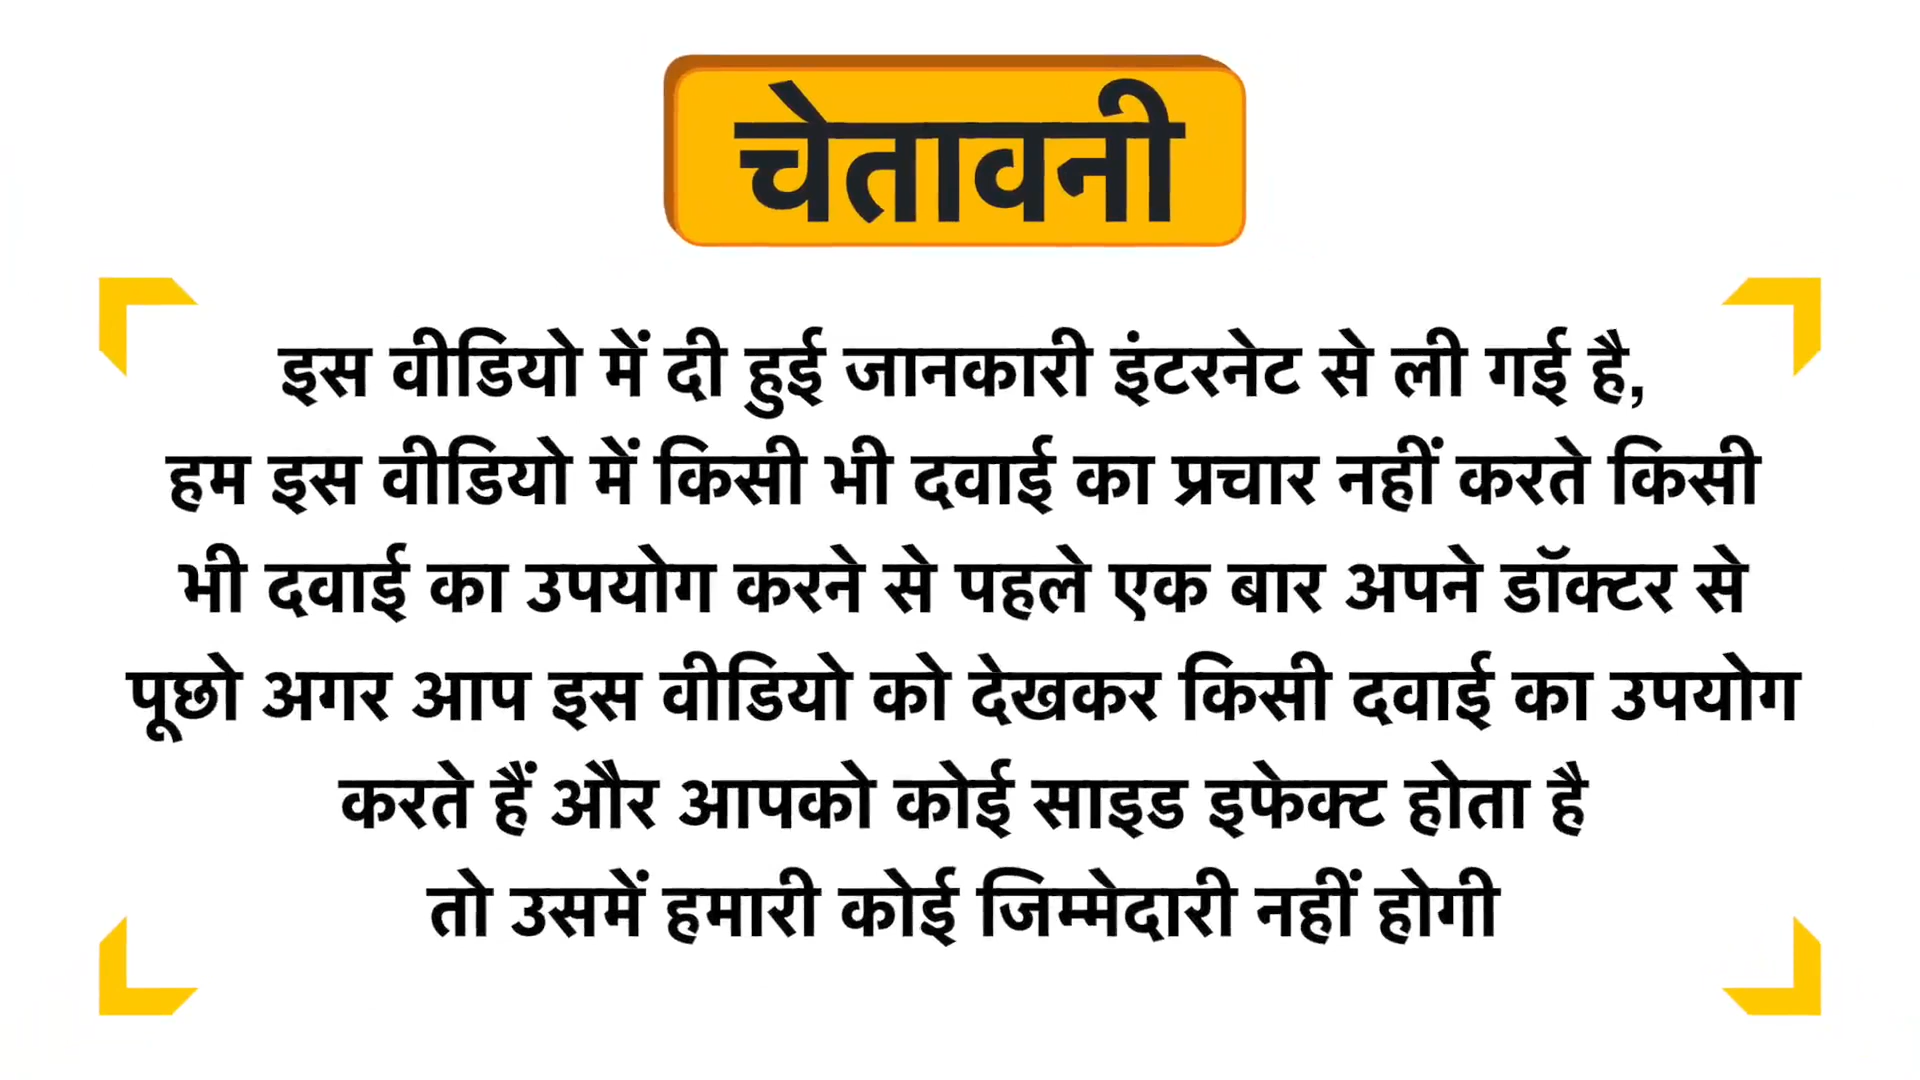 चेतावनी
इस वीडियो में दी हुई जानकारी इंटरनेट से ली गई है,
हम इस वीडियो में किसी भी दवाई का प्रचार नहीं करते किसी
भी दवाई का उपयोग करने से पहले एक बार अपने डॉक्टर से
पूछो अगर आप इस वीडियो को देखकर किसी दवाई का उपयोग
करते हैं और आपको कोई साइड इफेक्ट होता है
तो उसमें हमारी कोई जिम्मेदारी नहीं होगी